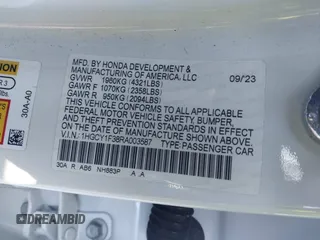 MFD. BY HONDA DEVELOPMENT &
MANUFACTURING OF AMERICA, LLC
GVWR 1960KG (4321LBS) 09/23
GAWR F 1070KG (2358LBS)
GAWR R 950KG (2094LBS)
THIS VEHICLE CONFORMS TO ALL APPLICABLE
FEDERAL MOTOR VEHICLE SAFETY, BUMPER,
AND THEFT PREVENTION STANDARDS IN EFFECT
ON THE DATE OF MANUFACTURE SHOWN ABOVE.
V.I.N: 1HGCY1F38RA003587
TYPE: PASSENGER CAR
30A R AB6 NH883P
A A
30A-A0
DREAMBID